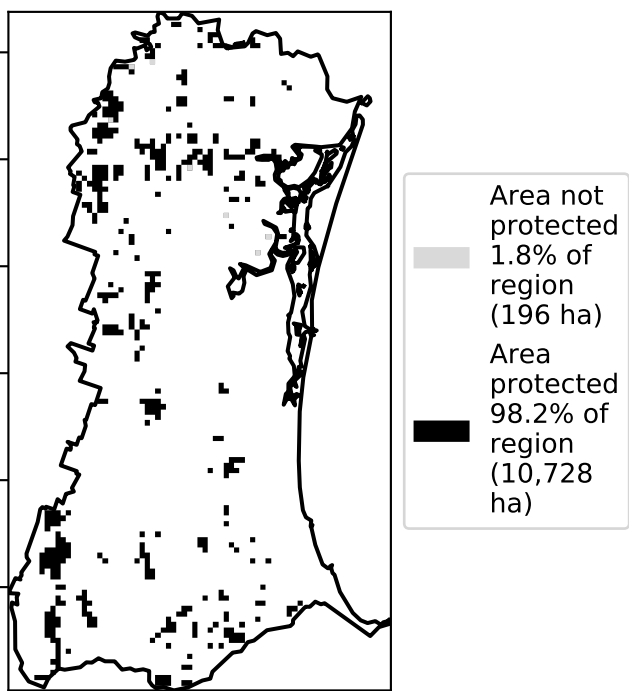 Area not
protected
1.8% of
region
(196 ha)
Area
protected
98.2% of
region
(10,728
ha)